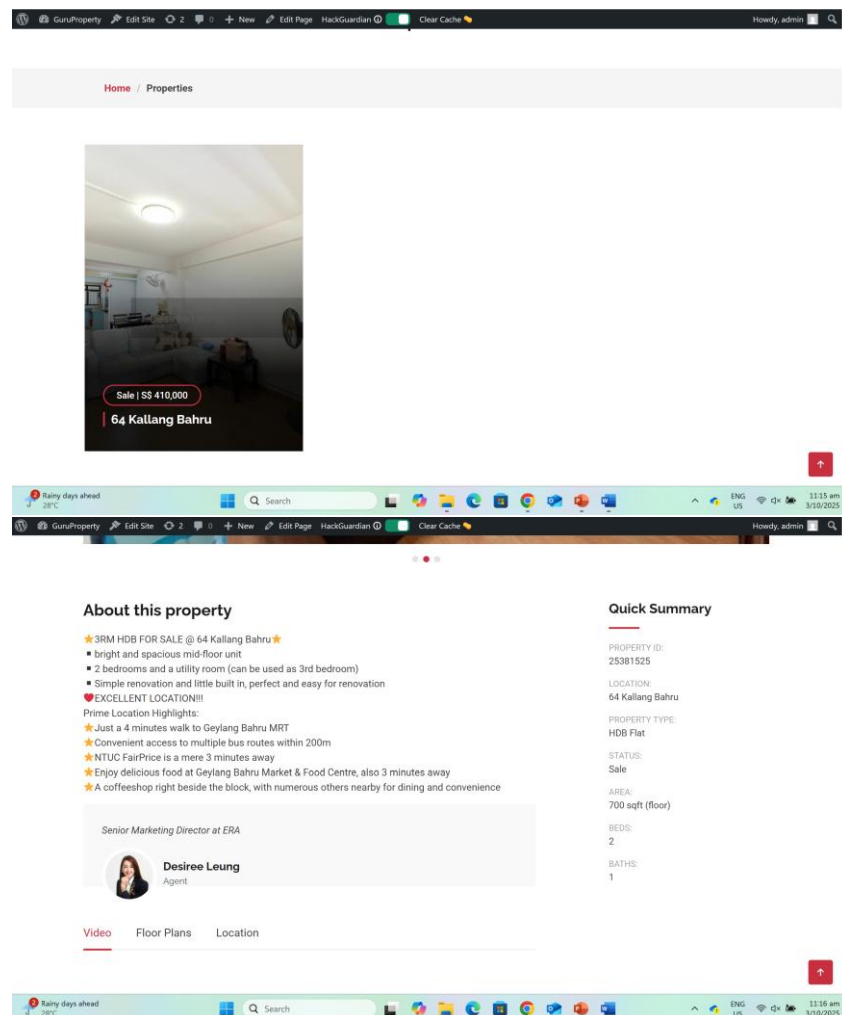 GuruProperty Edit Site 2 0 + New Edit Page HackGuardian Clear Cache Howdy, admin
Home / Properties
Sale | S$ 410,000
64 Kallang Bahru
2 Rainy days ahead
28°C
Search
ENG
US
11:15 am
3/10/2025
GuruProperty Edit Site 2 0 + New Edit Page HackGuardian Clear Cache Howdy, admin
About this property
★3RM HDB FOR SALE @ 64 Kallang Bahru★
▪ bright and spacious mid-floor unit
▪ 2 bedrooms and a utility room (can be used as 3rd bedroom)
▪ Simple renovation and little built in, perfect and easy for renovation
❤EXCELLENT LOCATION!!!
Prime Location Highlights:
★Just a 4 minutes walk to Geylang Bahru MRT
★Convenient access to multiple bus routes within 200m
★NTUC FairPrice is a mere 3 minutes away
★Enjoy delicious food at Geylang Bahru Market & Food Centre, also 3 minutes away
★A coffeeshop right beside the block, with numerous others nearby for dining and convenience
Senior Marketing Director at ERA
Desiree Leung
Agent
Video Floor Plans Location
Quick Summary
PROPERTY ID:
25381525
LOCATION:
64 Kallang Bahru
PROPERTY TYPE:
HDB Flat
STATUS:
Sale
AREA:
700 sqft (floor)
BEDS:
2
BATHS:
1
2 Rainy days ahead
28°C
Search
ENG
US
11:16 am
3/10/2025